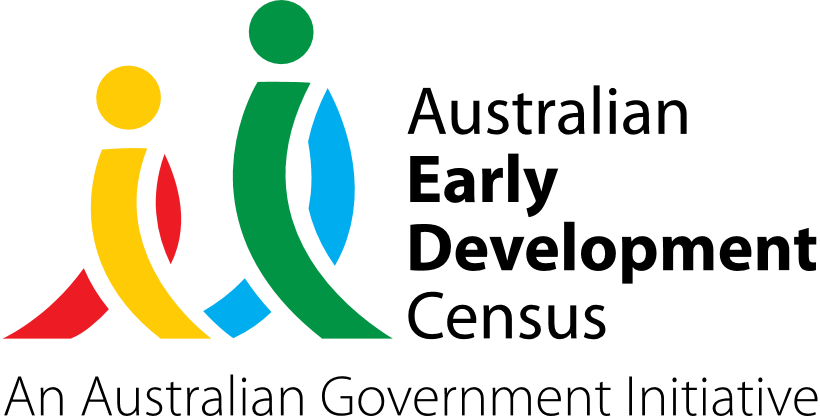 Australian
Early
Development
Census
An Australian Government Initiative